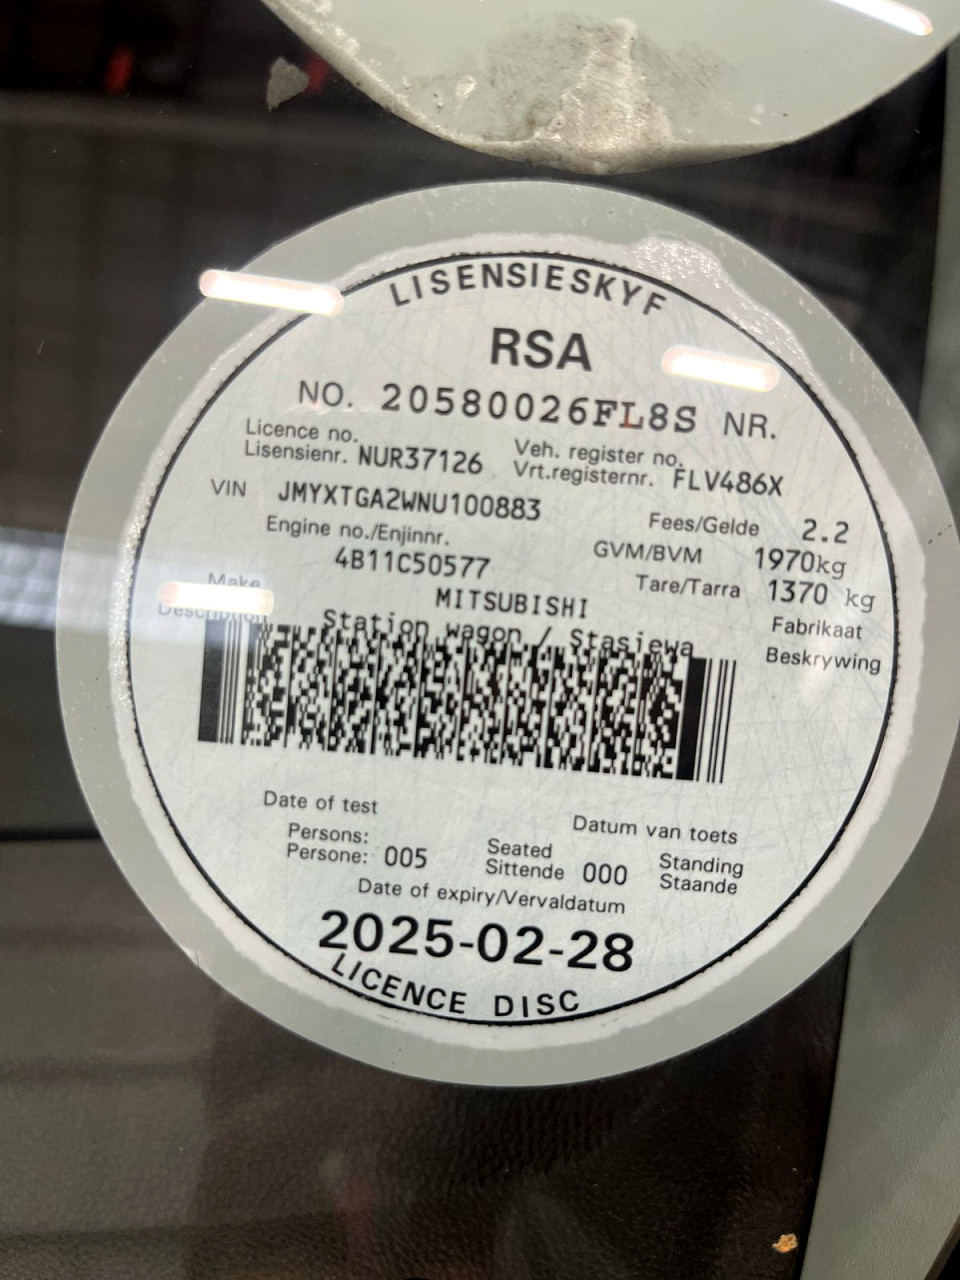 LISENSIESKYF
RSA
NO. 20580026FL8S NR.
Licence no.
Lisensienr. NUR37126
Veh. register no.
Vrt.registernr. FLV486X
VIN JMYXTGA2WNU100883
Engine no./Enjinnr.
4B11C50577
Fees/Gelde 2.2
GVM/BVM 1970kg
Tare/Tarra 1370 kg
Make MITSUBISHI Fabrikaat
Description Station wagon / Stasiewa Beskrywing
Date of test Datum van toets
Persons:
Persone: 005
Seated
Sittende 000
Standing
Staande
Date of expiry/Vervaldatum
2025-02-28
LICENCE DISC